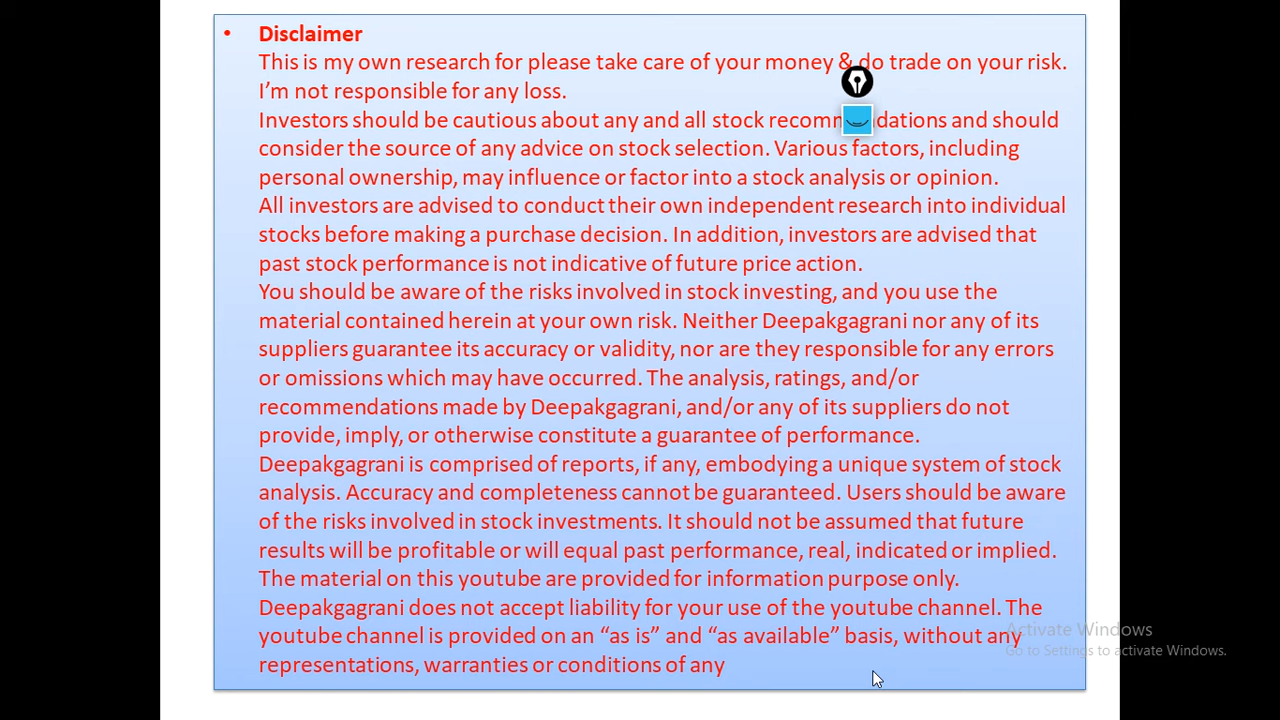 • Disclaimer
This is my own research for please take care of your money & do trade on your risk.
I’m not responsible for any loss.
Investors should be cautious about any and all stock recommendations and should
consider the source of any advice on stock selection. Various factors, including
personal ownership, may influence or factor into a stock analysis or opinion.
All investors are advised to conduct their own independent research into individual
stocks before making a purchase decision. In addition, investors are advised that
past stock performance is not indicative of future price action.
You should be aware of the risks involved in stock investing, and you use the
material contained herein at your own risk. Neither Deepakgagrani nor any of its
suppliers guarantee its accuracy or validity, nor are they responsible for any errors
or omissions which may have occurred. The analysis, ratings, and/or
recommendations made by Deepakgagrani, and/or any of its suppliers do not
provide, imply, or otherwise constitute a guarantee of performance.
Deepakgagrani is comprised of reports, if any, embodying a unique system of stock
analysis. Accuracy and completeness cannot be guaranteed. Users should be aware
of the risks involved in stock investments. It should not be assumed that future
results will be profitable or will equal past performance, real, indicated or implied.
The material on this youtube are provided for information purpose only.
Deepakgagrani does not accept liability for your use of the youtube channel. The
youtube channel is provided on an “as is” and “as available” basis, without any
representations, warranties or conditions of any
Activate Windows
Go to Settings to activate Windows.